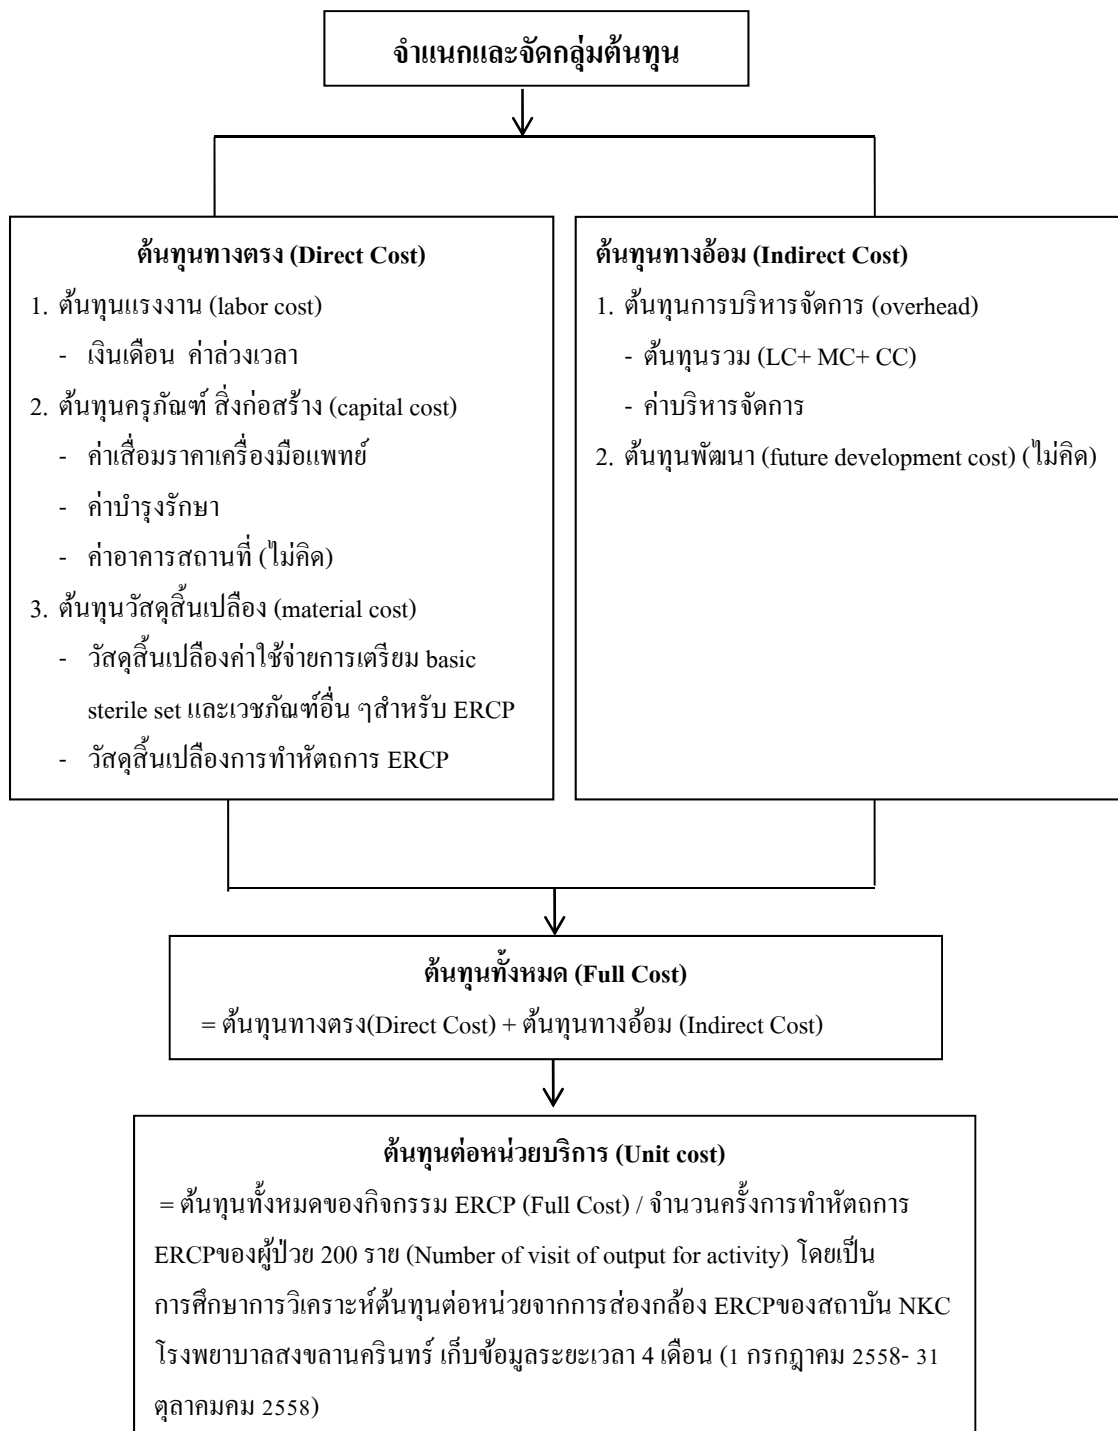 จำแนกและจัดกลุ่มต้นทุน
ต้นทุนทางตรง (Direct Cost)
1. ต้นทุนแรงงาน (labor cost)
- เงินเดือน ค่าล่วงเวลา
2. ต้นทุนครุภัณฑ์ สิ่งก่อสร้าง (capital cost)
- ค่าเสื่อมราคาเครื่องมือแพทย์
- ค่าบำรุงรักษา
- ค่าอาคารสถานที่ (ไม่คิด)
3. ต้นทุนวัสดุสิ้นเปลือง (material cost)
- วัสดุสิ้นเปลืองค่าใช้จ่ายการเตรียม basic
sterile set และเวชภัณฑ์อื่น ๆสำหรับ ERCP
- วัสดุสิ้นเปลืองการทำหัตถการ ERCP
ต้นทุนทางอ้อม (Indirect Cost)
1. ต้นทุนการบริหารจัดการ (overhead)
- ต้นทุนรวม (LC+ MC+ CC)
- ค่าบริหารจัดการ
2. ต้นทุนพัฒนา (future development cost) (ไม่คิด)
ต้นทุนทั้งหมด (Full Cost)
= ต้นทุนทางตรง(Direct Cost) + ต้นทุนทางอ้อม (Indirect Cost)
ต้นทุนต่อหน่วยบริการ (Unit cost)
= ต้นทุนทั้งหมดของกิจกรรม ERCP (Full Cost) / จำนวนครั้งการทำหัตถการ
ERCPของผู้ป่วย 200 ราย (Number of visit of output for activity) โดยเป็น
การศึกษาการวิเคราะห์ต้นทุนต่อหน่วยจากการส่องกล้อง ERCPของสถาบัน NKC
โรงพยาบาลสงขลานครินทร์ เก็บข้อมูลระยะเวลา 4 เดือน (1 กรกฎาคม 2558- 31
ตุลาคมคม 2558)